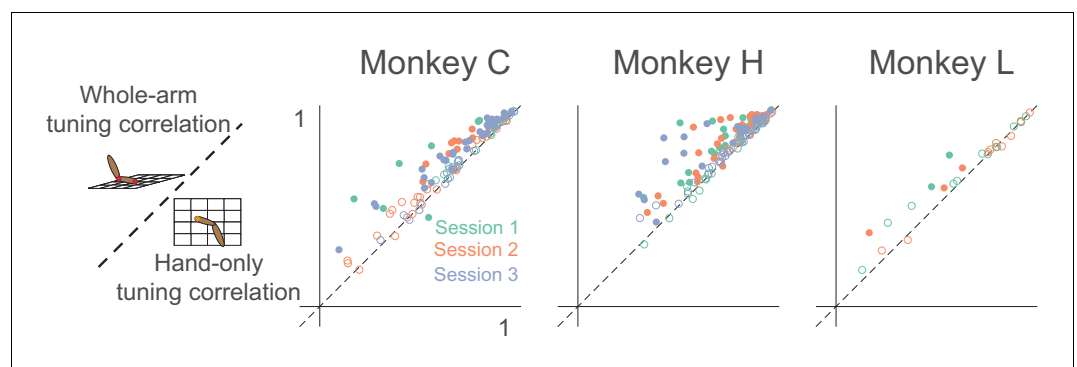 Monkey C
Monkey H
Monkey L
Whole-arm
tuning correlation
1
Hand-only
tuning correlation
Session 1
Session 2
Session 3
1